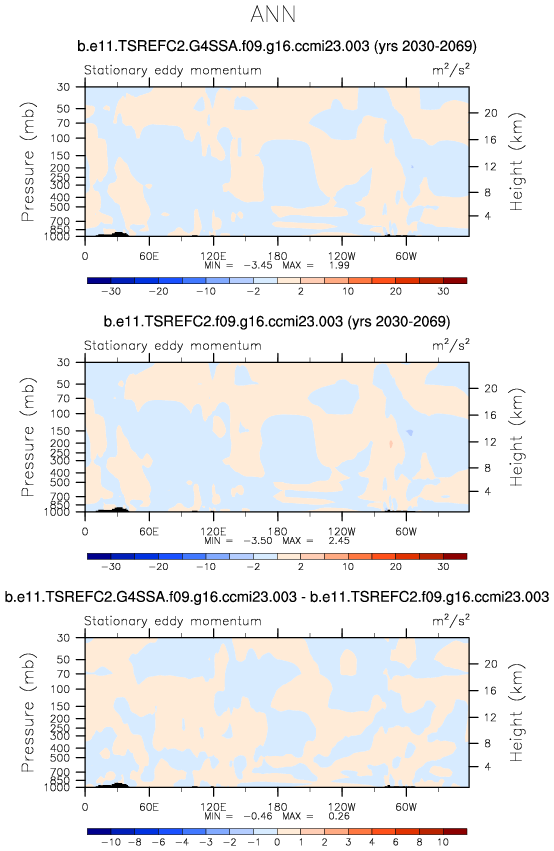 ANN
b.e11.TSREFC2.G4SSA.f09.g16.ccmi23.003 (yrs 2030-2069)
Stationary eddy momentum m²/s²
Pressure (mb)
30
50
70
100
150
200
250
300
400
500
700
850
1000
20
16
12
8
4
Height (km)
0 60E 120E 180 120W 60W
MIN = −3.45 MAX = 1.99
−30 −20 −10 −2 2 10 20 30
b.e11.TSREFC2.f09.g16.ccmi23.003 (yrs 2030-2069)
Stationary eddy momentum m²/s²
Pressure (mb)
30
50
70
100
150
200
250
300
400
500
700
850
1000
20
16
12
8
4
Height (km)
0 60E 120E 180 120W 60W
MIN = −3.50 MAX = 2.45
−30 −20 −10 −2 2 10 20 30
b.e11.TSREFC2.G4SSA.f09.g16.ccmi23.003 - b.e11.TSREFC2.f09.g16.ccmi23.003
Stationary eddy momentum m²/s²
Pressure (mb)
30
50
70
100
150
200
250
300
400
500
700
850
1000
20
16
12
8
4
Height (km)
0 60E 120E 180 120W 60W
MIN = −0.46 MAX = 0.26
−10 −8 −6 −4 −3 −2 −1 0 1 2 3 4 6 8 10